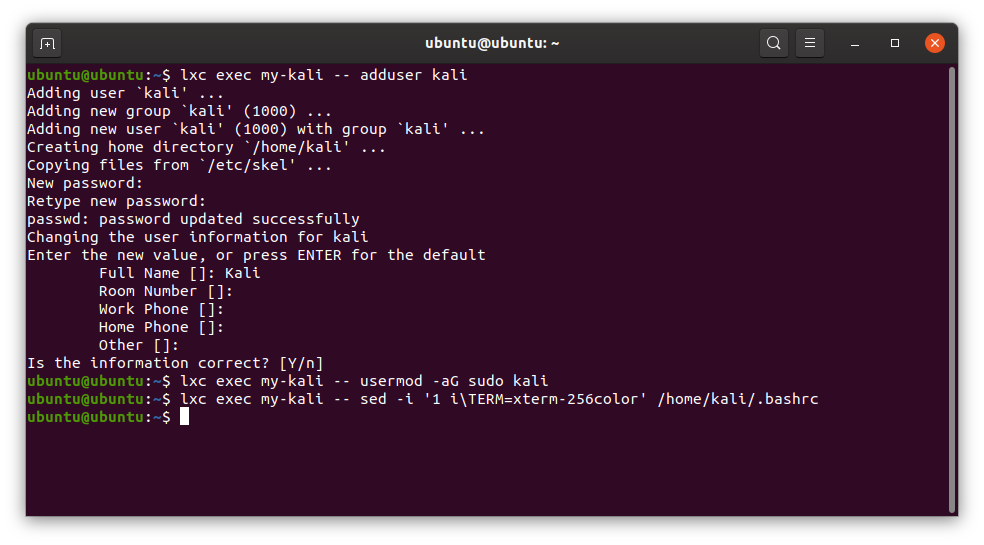 ubuntu@ubuntu: ~
ubuntu@ubuntu:~$ lxc exec my-kali -- adduser kali
Adding user `kali' ...
Adding new group `kali' (1000) ...
Adding new user `kali' (1000) with group `kali' ...
Creating home directory `/home/kali' ...
Copying files from `/etc/skel' ...
New password:
Retype new password:
passwd: password updated successfully
Changing the user information for kali
Enter the new value, or press ENTER for the default
        Full Name []: Kali
        Room Number []:
        Work Phone []:
        Home Phone []:
        Other []:
Is the information correct? [Y/n]
ubuntu@ubuntu:~$ lxc exec my-kali -- usermod -aG sudo kali
ubuntu@ubuntu:~$ lxc exec my-kali -- sed -i '1 i\TERM=xterm-256color' /home/kali/.bashrc
ubuntu@ubuntu:~$